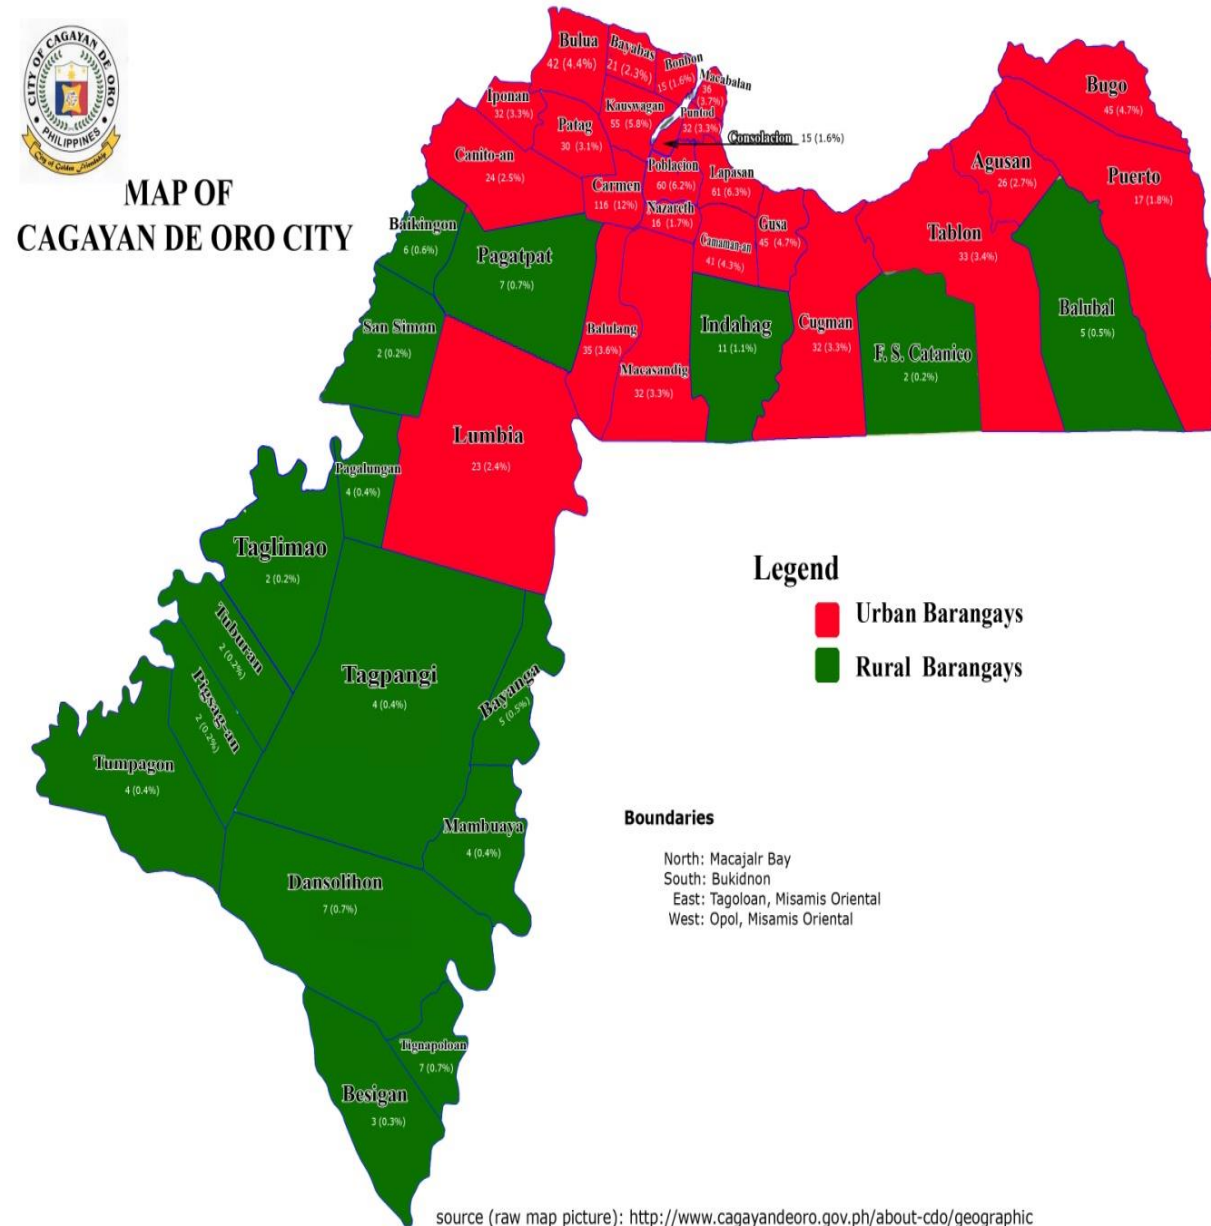 CITY OF CAGAYAN DE ORO
PHILIPPINES
City of Golden Friendship
MAP OF
CAGAYAN DE ORO CITY
Bulua
42 (4.4%)
Bayabas
21 (2.3%)
Bonbon
15 (1.6%)
Macabalan
36
(3.7%)
Iponan
32 (3.3%)
Kauswagan
55 (5.8%)
Puntod
32 (3.3%)
Patag
30 (3.1%)
Consolacion 15 (1.6%)
Canito-an
24 (2.5%)
Carmen
116 (12%)
Poblacion
60 (6.2%)
Lapasan
61 (6.3%)
Nazareth
16 (1.7%)
Camaman-an
41 (4.3%)
Gusa
45 (4.7%)
Bugo
45 (4.7%)
Agusan
26 (2.7%)
Puerto
17 (1.8%)
Tablon
33 (3.4%)
Baikingon
6 (0.6%)
Pagatpat
7 (0.7%)
San Simon
2 (0.2%)
Balulang
35 (3.6%)
Macasandig
32 (3.3%)
Indahag
11 (1.1%)
Cugman
32 (3.3%)
F. S. Catanico
2 (0.2%)
Balubal
5 (0.5%)
Lumbia
23 (2.4%)
Pagalungan
4 (0.4%)
Taglimao
2 (0.2%)
Tuburan
2 (0.2%)
Pigsag-an
2 (0.2%)
Tagpangi
4 (0.4%)
Bayanga
5 (0.5%)
Tumpagon
4 (0.4%)
Mambuaya
4 (0.4%)
Dansolihon
7 (0.7%)
Tignapoloan
7 (0.7%)
Besigan
3 (0.3%)
Legend
Urban Barangays
Rural Barangays
Boundaries
North: Macajalr Bay
South: Bukidnon
East: Tagoloan, Misamis Oriental
West: Opol, Misamis Oriental
source (raw map picture): http://www.cagayandeoro.gov.ph/about-cdo/geographic